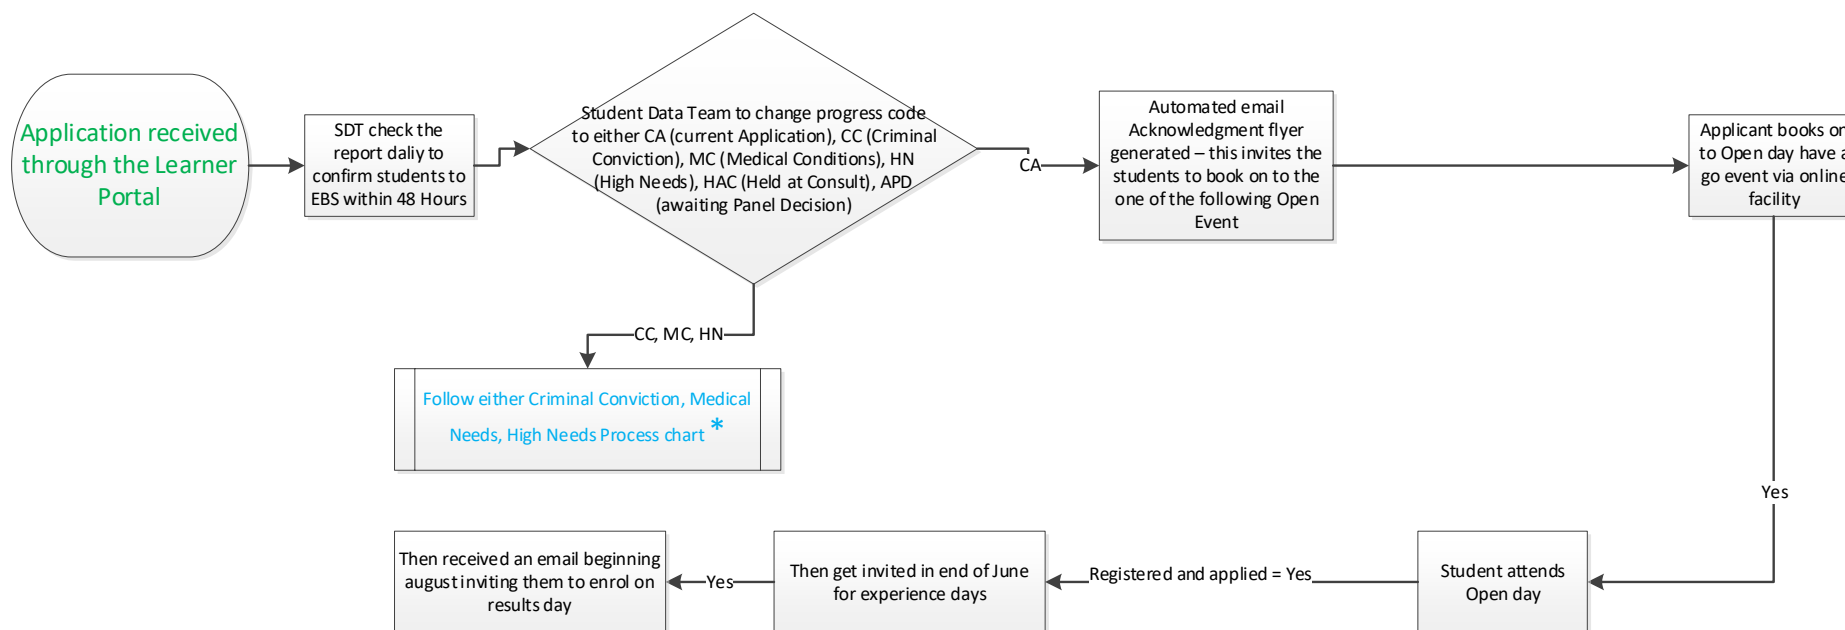 Application received
through the Learner
Portal
SDT check the
report daliy to
confirm students to
EBS within 48 Hours
Student Data Team to change progress code
to either CA (current Application), CC (Criminal
Conviction), MC (Medical Conditions), HN
(High Needs), HAC (Held at Consult), APD
(awaiting Panel Decision)
CA
Automated email
Acknowledgment flyer
generated – this invites the
students to book on to the
one of the following Open
Event
Applicant books on
to Open day have a
go event via online
facility
CC, MC, HN
Follow either Criminal Conviction, Medical
Needs, High Needs Process chart *
Yes
Student attends
Open day
Registered and applied = Yes
Then get invited in end of June
for experience days
Yes
Then received an email beginning
august inviting them to enrol on
results day